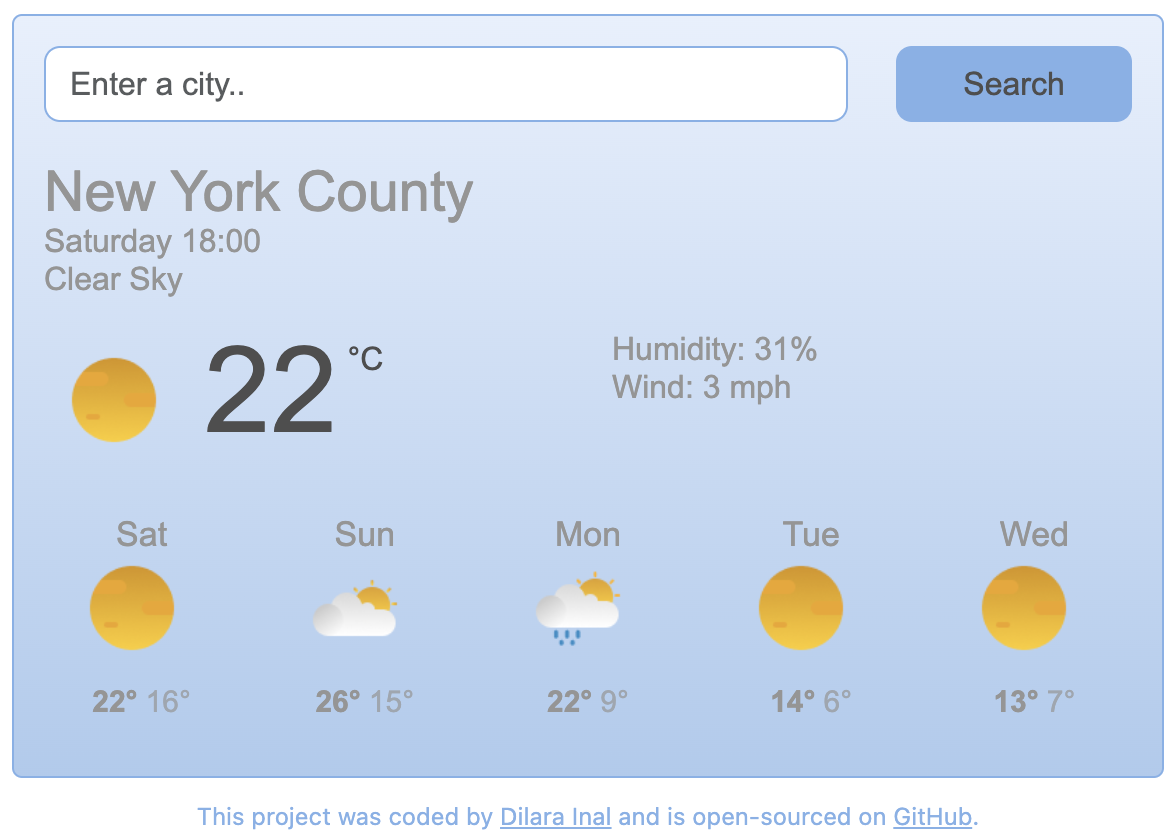 Enter a city..
Search
New York County
Saturday 18:00
Clear Sky
22 °C
Humidity: 31%
Wind: 3 mph
Sat Sun Mon Tue Wed
22° 16° 26° 15° 22° 9° 14° 6° 13° 7°
This project was coded by Dilara Inal and is open-sourced on GitHub.